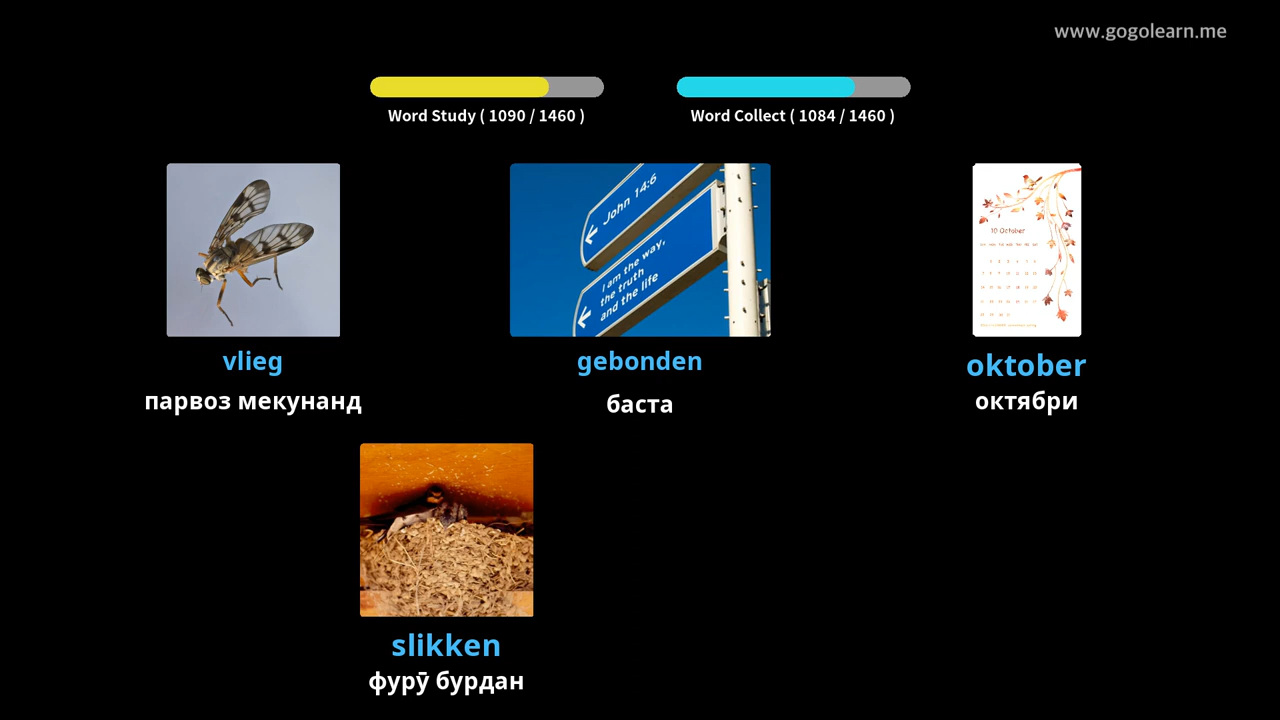 www.gogolearn.me
Word Study ( 1090 / 1460 )
Word Collect ( 1084 / 1460 )
John 14:6
I am the way,
the truth
and the life
10 October
vlieg
парвоз мекунанд
gebonden
баста
oktober
октябри
slikken
фурӯ бурдан